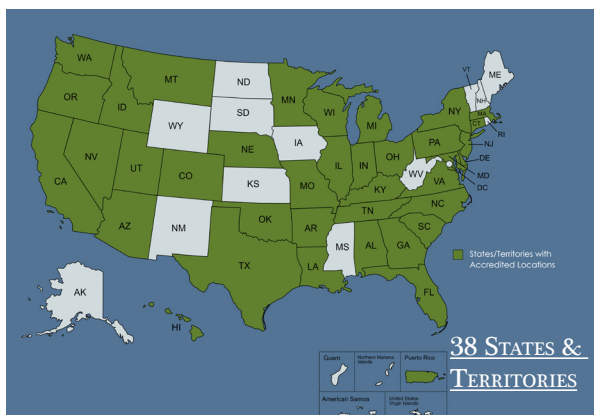 WA
MT
ND
MN
VT
ME
NH
OR
ID
SD
WI
MI
NY
MA
CT
RI
WY
IA
PA
NJ
NE
IL
IN
OH
DE
NV
UT
CO
KS
MO
KY
WV
VA
MD
DC
CA
AZ
NM
OK
AR
TN
NC
SC
TX
LA
MS
AL
GA
FL
AK
HI
States/Territories with
Accredited Locations
Guam
Northern Mariana
Islands
Puerto Rico
American Samoa
United States
Virgin Islands
38 STATES &
TERRITORIES